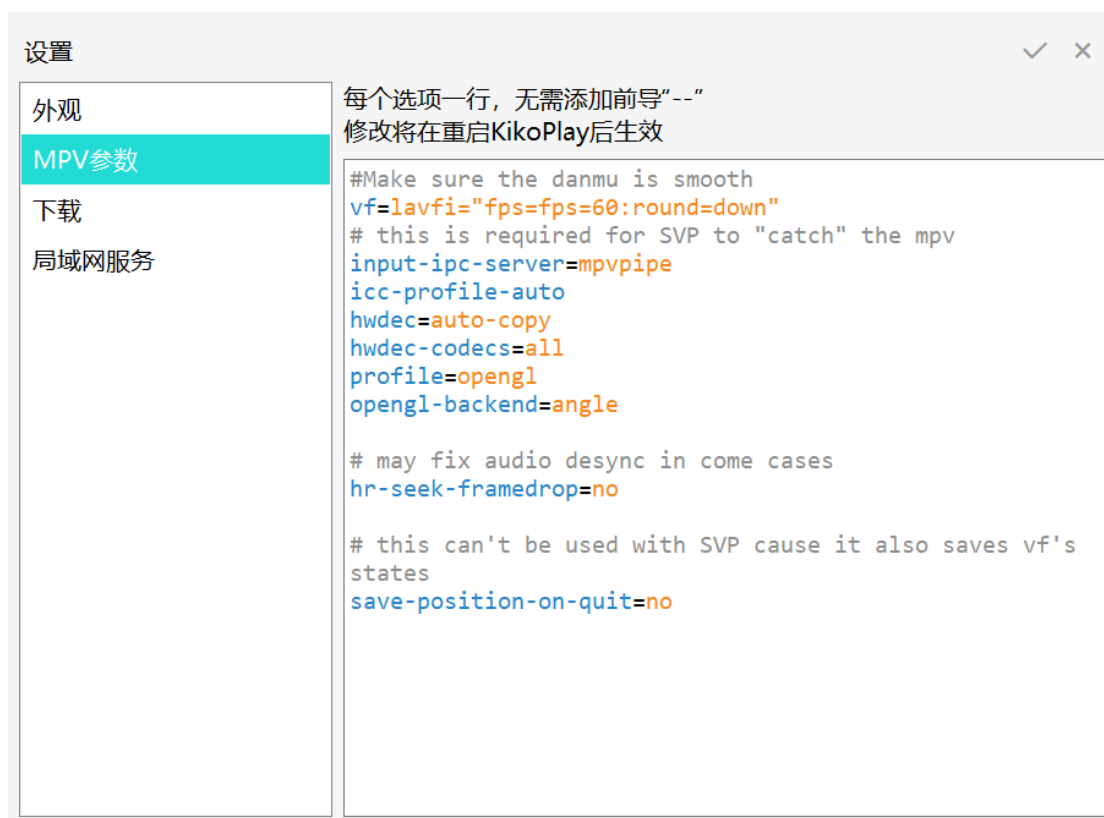 设置
外观
MPV参数
下载
局域网服务
每个选项一行，无需添加前导“--”
修改将在重启KikoPlay后生效
#Make sure the danmu is smooth
vf=lavfi="fps=fps=60:round=down"
# this is required for SVP to "catch" the mpv
input-ipc-server=mpvpipe
icc-profile-auto
hwdec=auto-copy
hwdec-codecs=all
profile=opengl
opengl-backend=angle
# may fix audio desync in come cases
hr-seek-framedrop=no
# this can't be used with SVP cause it also saves vf's
states
save-position-on-quit=no